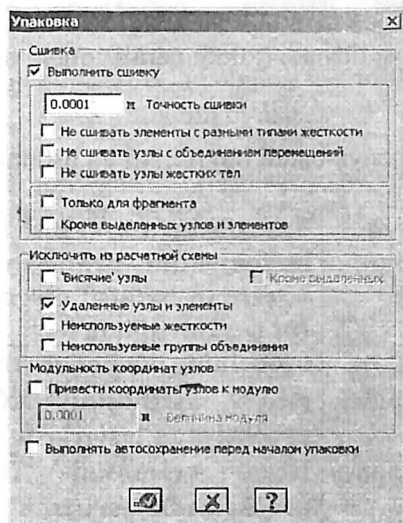 Упаковка
Сшивка
Выполнить сшивку
0.0001 м Точность сшивки
Не сшивать элементы с разными типами жесткости
Не сшивать узлы с объединением перемещений
Не сшивать узлы жестких тел
Только для фрагмента
Кроме выделенных узлов и элементов
Исключить из расчетной схемы
'Висячие' узлы
Кроме выделенных
Удаленные узлы и элементы
Неиспользуемые жесткости
Неиспользуемые группы объединения
Модульность координат узлов
Привести координаты узлов к модулю
0.0001 м Величина модуля
Выполнять автосохранение перед началом упаковки
?